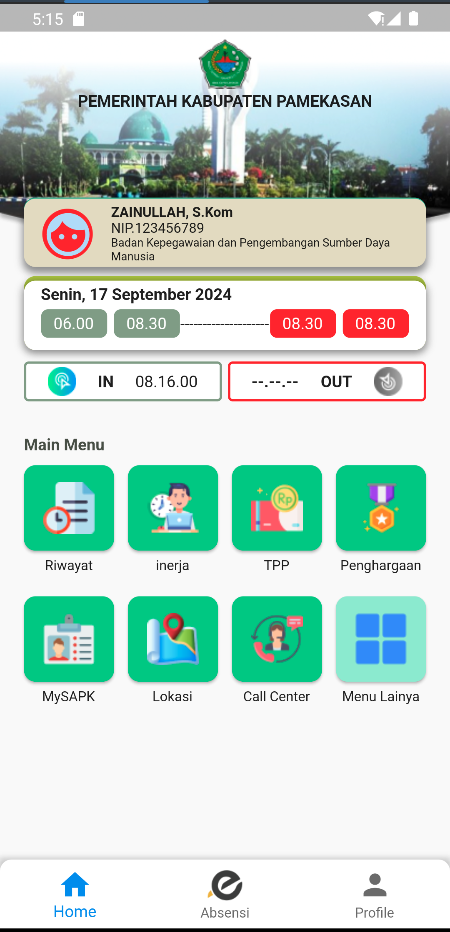 5:15
PEMERINTAH KABUPATEN PAMEKASAN
ZAINULLAH, S.Kom
NIP.123456789
Badan Kepegawaian dan Pengembangan Sumber Daya
Manusia
Senin, 17 September 2024
06.00 08.30--------------------08.30 08.30
IN 08.16.00 --.--.-- OUT
Main Menu
Rp
Riwayat inerja TPP Penghargaan
MySAPK Lokasi Call Center Menu Lainya
Home Absensi Profile